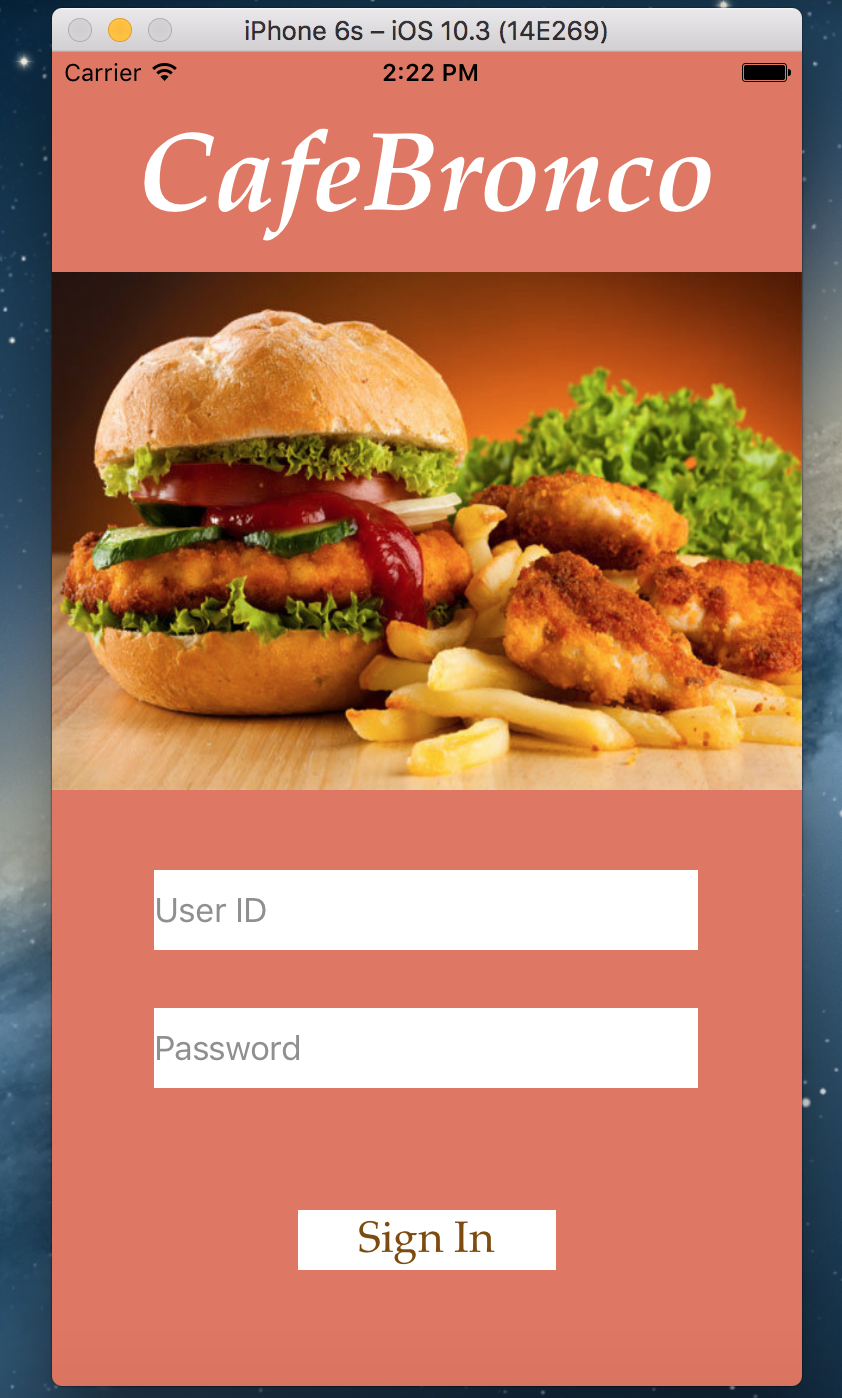 iPhone 6s – iOS 10.3 (14E269)
Carrier 2:22 PM
CafeBronco
User ID
Password
Sign In